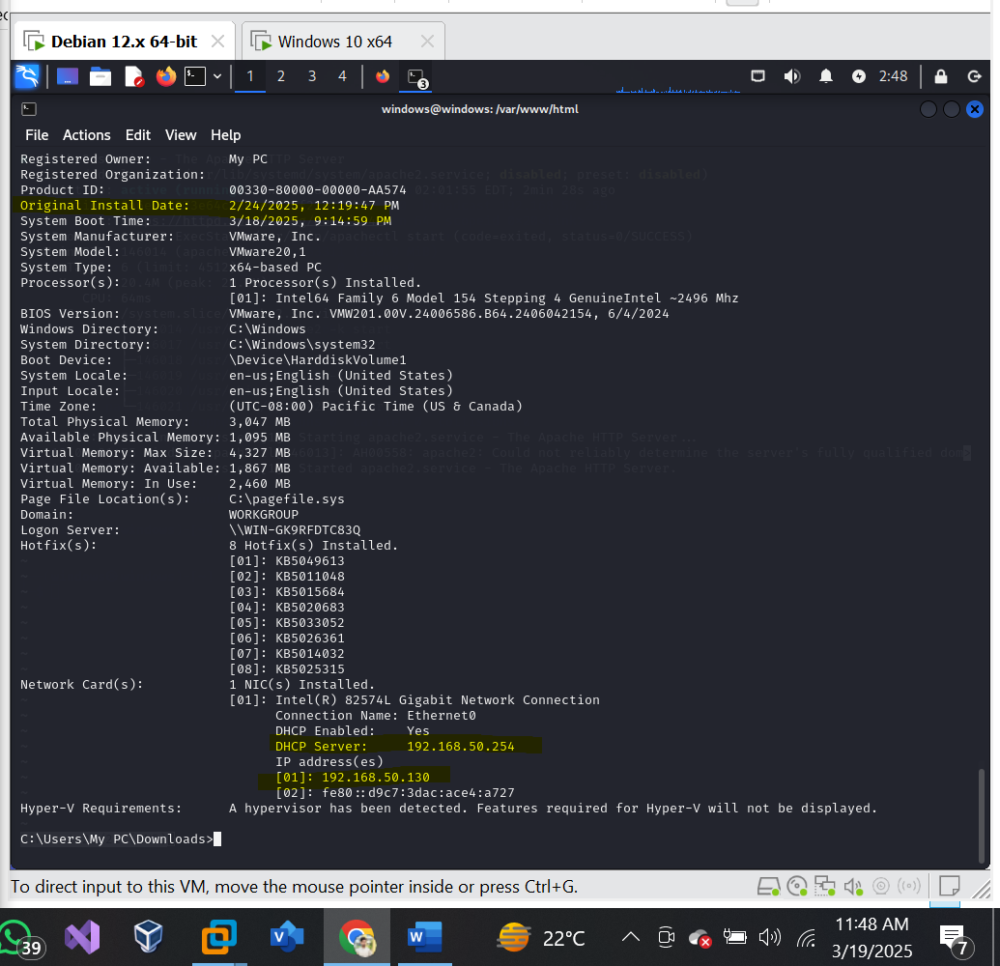 Debian 12.x 64-bit
Windows 10 x64
1 2 3 4
3
2:48
windows@windows: /var/www/html
File Actions Edit View Help
Registered Owner: My PC
Registered Organization:
Product ID: 00330-80000-00000-AA574
Original Install Date: 2/24/2025, 12:19:47 PM
System Boot Time: 3/18/2025, 9:14:59 PM
System Manufacturer: VMware, Inc.
System Model: VMware20,1
System Type: x64-based PC
Processor(s): 1 Processor(s) Installed.
[01]: Intel64 Family 6 Model 154 Stepping 4 GenuineIntel ~2496 Mhz
BIOS Version: VMware, Inc. VMW201.00V.24006586.B64.2406042154, 6/4/2024
Windows Directory: C:\Windows
System Directory: C:\Windows\system32
Boot Device: \Device\HarddiskVolume1
System Locale: en-us;English (United States)
Input Locale: en-us;English (United States)
Time Zone: (UTC-08:00) Pacific Time (US & Canada)
Total Physical Memory: 3,047 MB
Available Physical Memory: 1,095 MB
Virtual Memory: Max Size: 4,327 MB
Virtual Memory: Available: 1,867 MB
Virtual Memory: In Use: 2,460 MB
Page File Location(s): C:\pagefile.sys
Domain: WORKGROUP
Logon Server: \\WIN-GK9RFDTC83Q
Hotfix(s): 8 Hotfix(s) Installed.
[01]: KB5049613
[02]: KB5011048
[03]: KB5015684
[04]: KB5020683
[05]: KB5033052
[06]: KB5026361
[07]: KB5014032
[08]: KB5025315
Network Card(s): 1 NIC(s) Installed.
[01]: Intel(R) 82574L Gigabit Network Connection
Connection Name: Ethernet0
DHCP Enabled: Yes
DHCP Server: 192.168.50.254
IP address(es)
[01]: 192.168.50.130
[02]: fe80::d9c7:3dac:ace4:a727
Hyper-V Requirements: A hypervisor has been detected. Features required for Hyper-V will not be displayed.
C:\Users\My PC\Downloads>
To direct input to this VM, move the mouse pointer inside or press Ctrl+G.
39
22°C
11:48 AM
3/19/2025
7